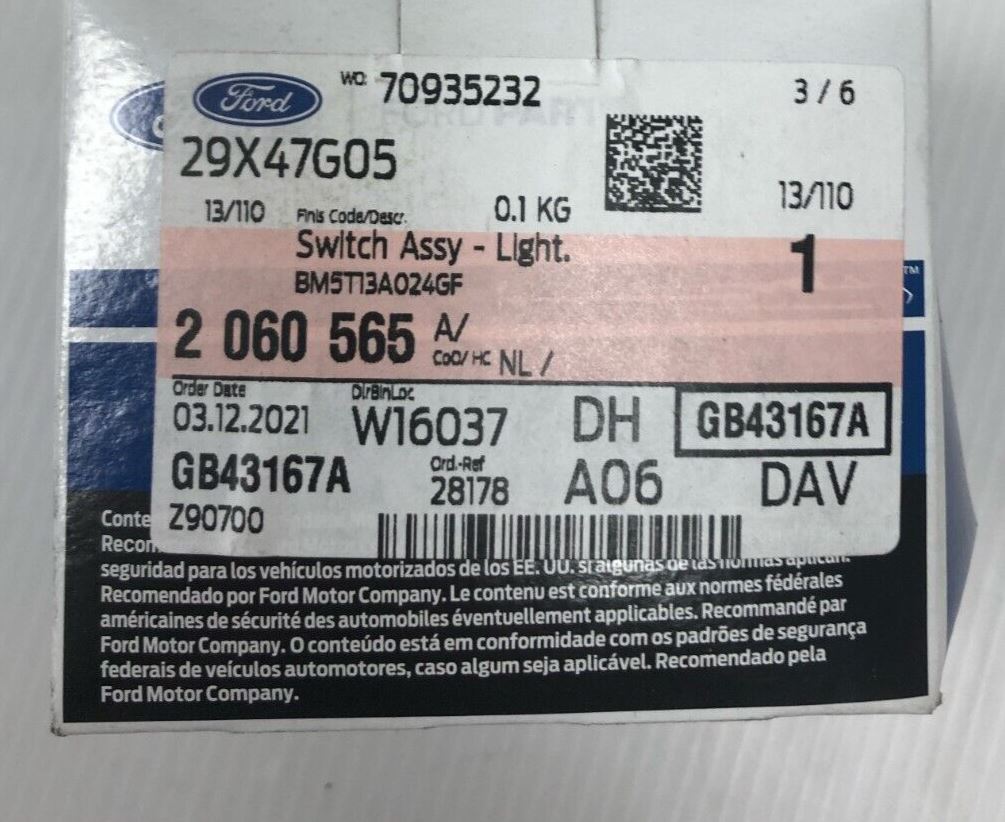 Ford
WO: 70935232
3 / 6
29X47G05
13/110
Finis Code/Descr.
0.1 KG
13/110
Switch Assy - Light.
1
BM5T13A024GF
TM
2 060 565 A/
CoO/ HC NL /
Order Date
DlrBinLoc
03.12.2021
W16037
DH
GB43167A
GB43167A
Ord.-Ref
28178
A06
DAV
Z90700
Conte
Recom
seguridad para los vehículos motorizados de los EE. UU. si algunas de las normas aplican.
Recomendado por Ford Motor Company. Le contenu est conforme aux normes fédérales
américaines de sécurité des automobiles éventuellement applicables. Recommandé par
Ford Motor Company. O conteúdo está em conformidade com os padrões de segurança
federais de veículos automotores, caso algum seja aplicável. Recomendado pela
Ford Motor Company.